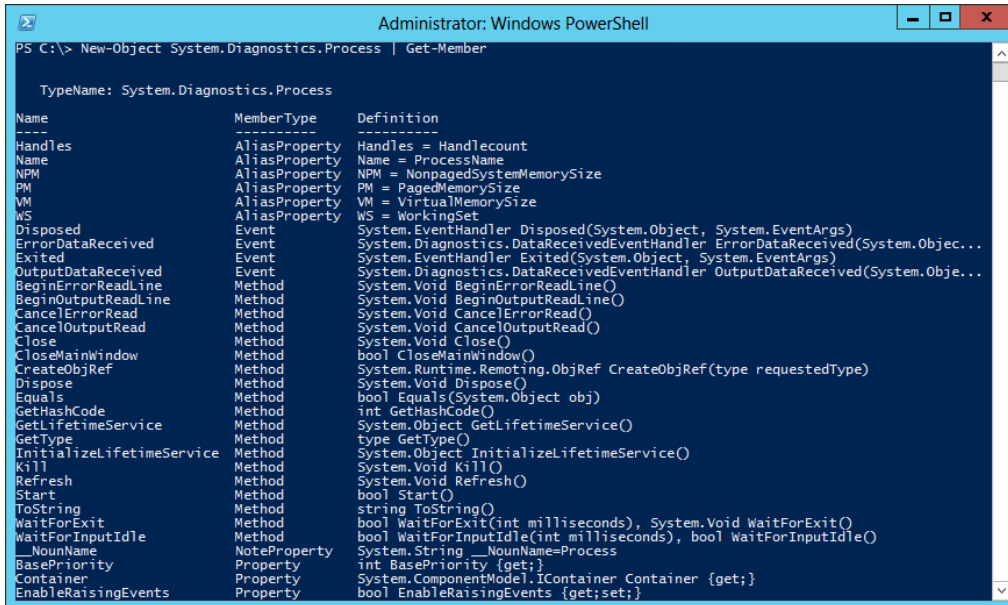 Administrator: Windows PowerShell
PS C:\> New-Object System.Diagnostics.Process | Get-Member
TypeName: System.Diagnostics.Process
Name MemberType Definition
---- ---------- ----------
Handles AliasProperty Handles = Handlecount
Name AliasProperty Name = ProcessName
NPM AliasProperty NPM = NonpagedSystemMemorySize
PM AliasProperty PM = PagedMemorySize
VM AliasProperty VM = VirtualMemorySize
WS AliasProperty WS = WorkingSet
Disposed Event System.EventHandler Disposed(System.Object, System.EventArgs)
ErrorDataReceived Event System.Diagnostics.DataReceivedEventHandler ErrorDataReceived(System.Objec...
Exited Event System.EventHandler Exited(System.Object, System.EventArgs)
OutputDataReceived Event System.Diagnostics.DataReceivedEventHandler OutputDataReceived(System.Obje...
BeginErrorReadLine Method System.Void BeginErrorReadLine()
BeginOutputReadLine Method System.Void BeginOutputReadLine()
CancelErrorRead Method System.Void CancelErrorRead()
CancelOutputRead Method System.Void CancelOutputRead()
Close Method System.Void Close()
CloseMainWindow Method bool CloseMainWindow()
CreateObjRef Method System.Runtime.Remoting.ObjRef CreateObjRef(type requestedType)
Dispose Method System.Void Dispose()
Equals Method bool Equals(System.Object obj)
GetHashCode Method int GetHashCode()
GetLifetimeService Method System.Object GetLifetimeService()
GetType Method type GetType()
InitializeLifetimeService Method System.Object InitializeLifetimeService()
Kill Method System.Void Kill()
Refresh Method System.Void Refresh()
Start Method bool Start()
ToString Method string ToString()
WaitForExit Method bool WaitForExit(int milliseconds), System.Void WaitForExit()
WaitForInputIdle Method bool WaitForInputIdle(int milliseconds), bool WaitForInputIdle()
__NounName NoteProperty System.String __NounName=Process
BasePriority Property int BasePriority {get;}
Container Property System.ComponentModel.IContainer Container {get;}
EnableRaisingEvents Property bool EnableRaisingEvents {get;set;}